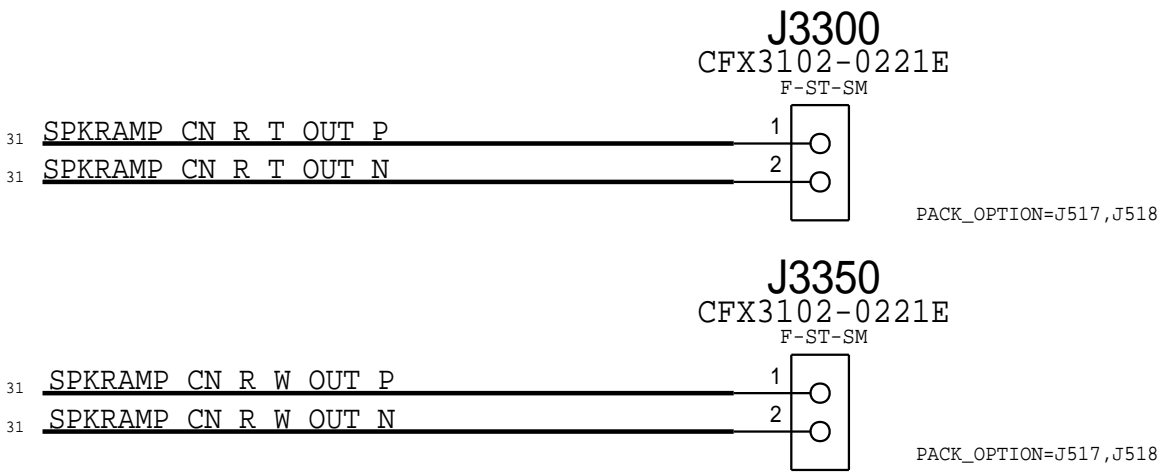 J3300
CFX3102-0221E
F-ST-SM
31 SPKRAMP CN R T OUT P 1
31 SPKRAMP CN R T OUT N 2
PACK_OPTION=J517,J518
J3350
CFX3102-0221E
F-ST-SM
31 SPKRAMP CN R W OUT P 1
31 SPKRAMP CN R W OUT N 2
PACK_OPTION=J517,J518